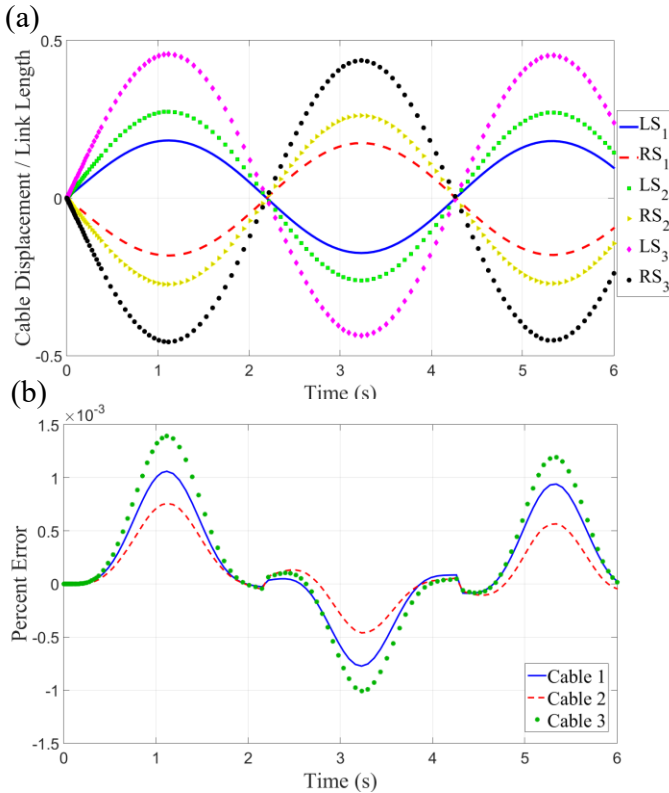 (a)
Cable Displacement / Link Length
0.5
0
-0.5
0 1 2 3 4 5 6
Time (s)
LS₁
RS₁
LS₂
RS₂
LS₃
RS₃
(b)
×10⁻³
Percent Error
1.5
1
0.5
0
-0.5
-1
-1.5
0 1 2 3 4 5 6
Time (s)
Cable 1
Cable 2
Cable 3